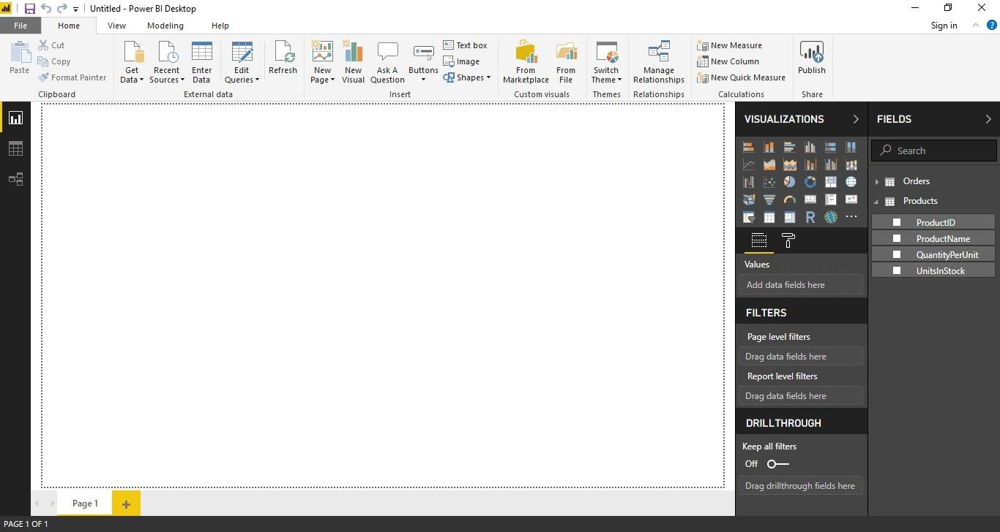 Untitled - Power BI Desktop
File Home View Modeling Help Sign in ?
Paste
Cut
Copy
Format Painter
Clipboard
Get Data
Recent Sources
Enter Data
Edit Queries
Refresh
External data
New Page
New Visual
Ask A Question
Buttons
Text box
Image
Shapes
Insert
From Marketplace
From File
Custom visuals
Switch Theme
Themes
Manage Relationships
Relationships
New Measure
New Column
New Quick Measure
Calculations
Publish
Share
VISUALIZATIONS
R
Values
Add data fields here
FILTERS
Page level filters
Drag data fields here
Report level filters
Drag data fields here
DRILLTHROUGH
Keep all filters
Off
Drag drillthrough fields here
FIELDS
Search
Orders
Products
ProductID
ProductName
QuantityPerUnit
UnitsInStock
Page 1
PAGE 1 OF 1